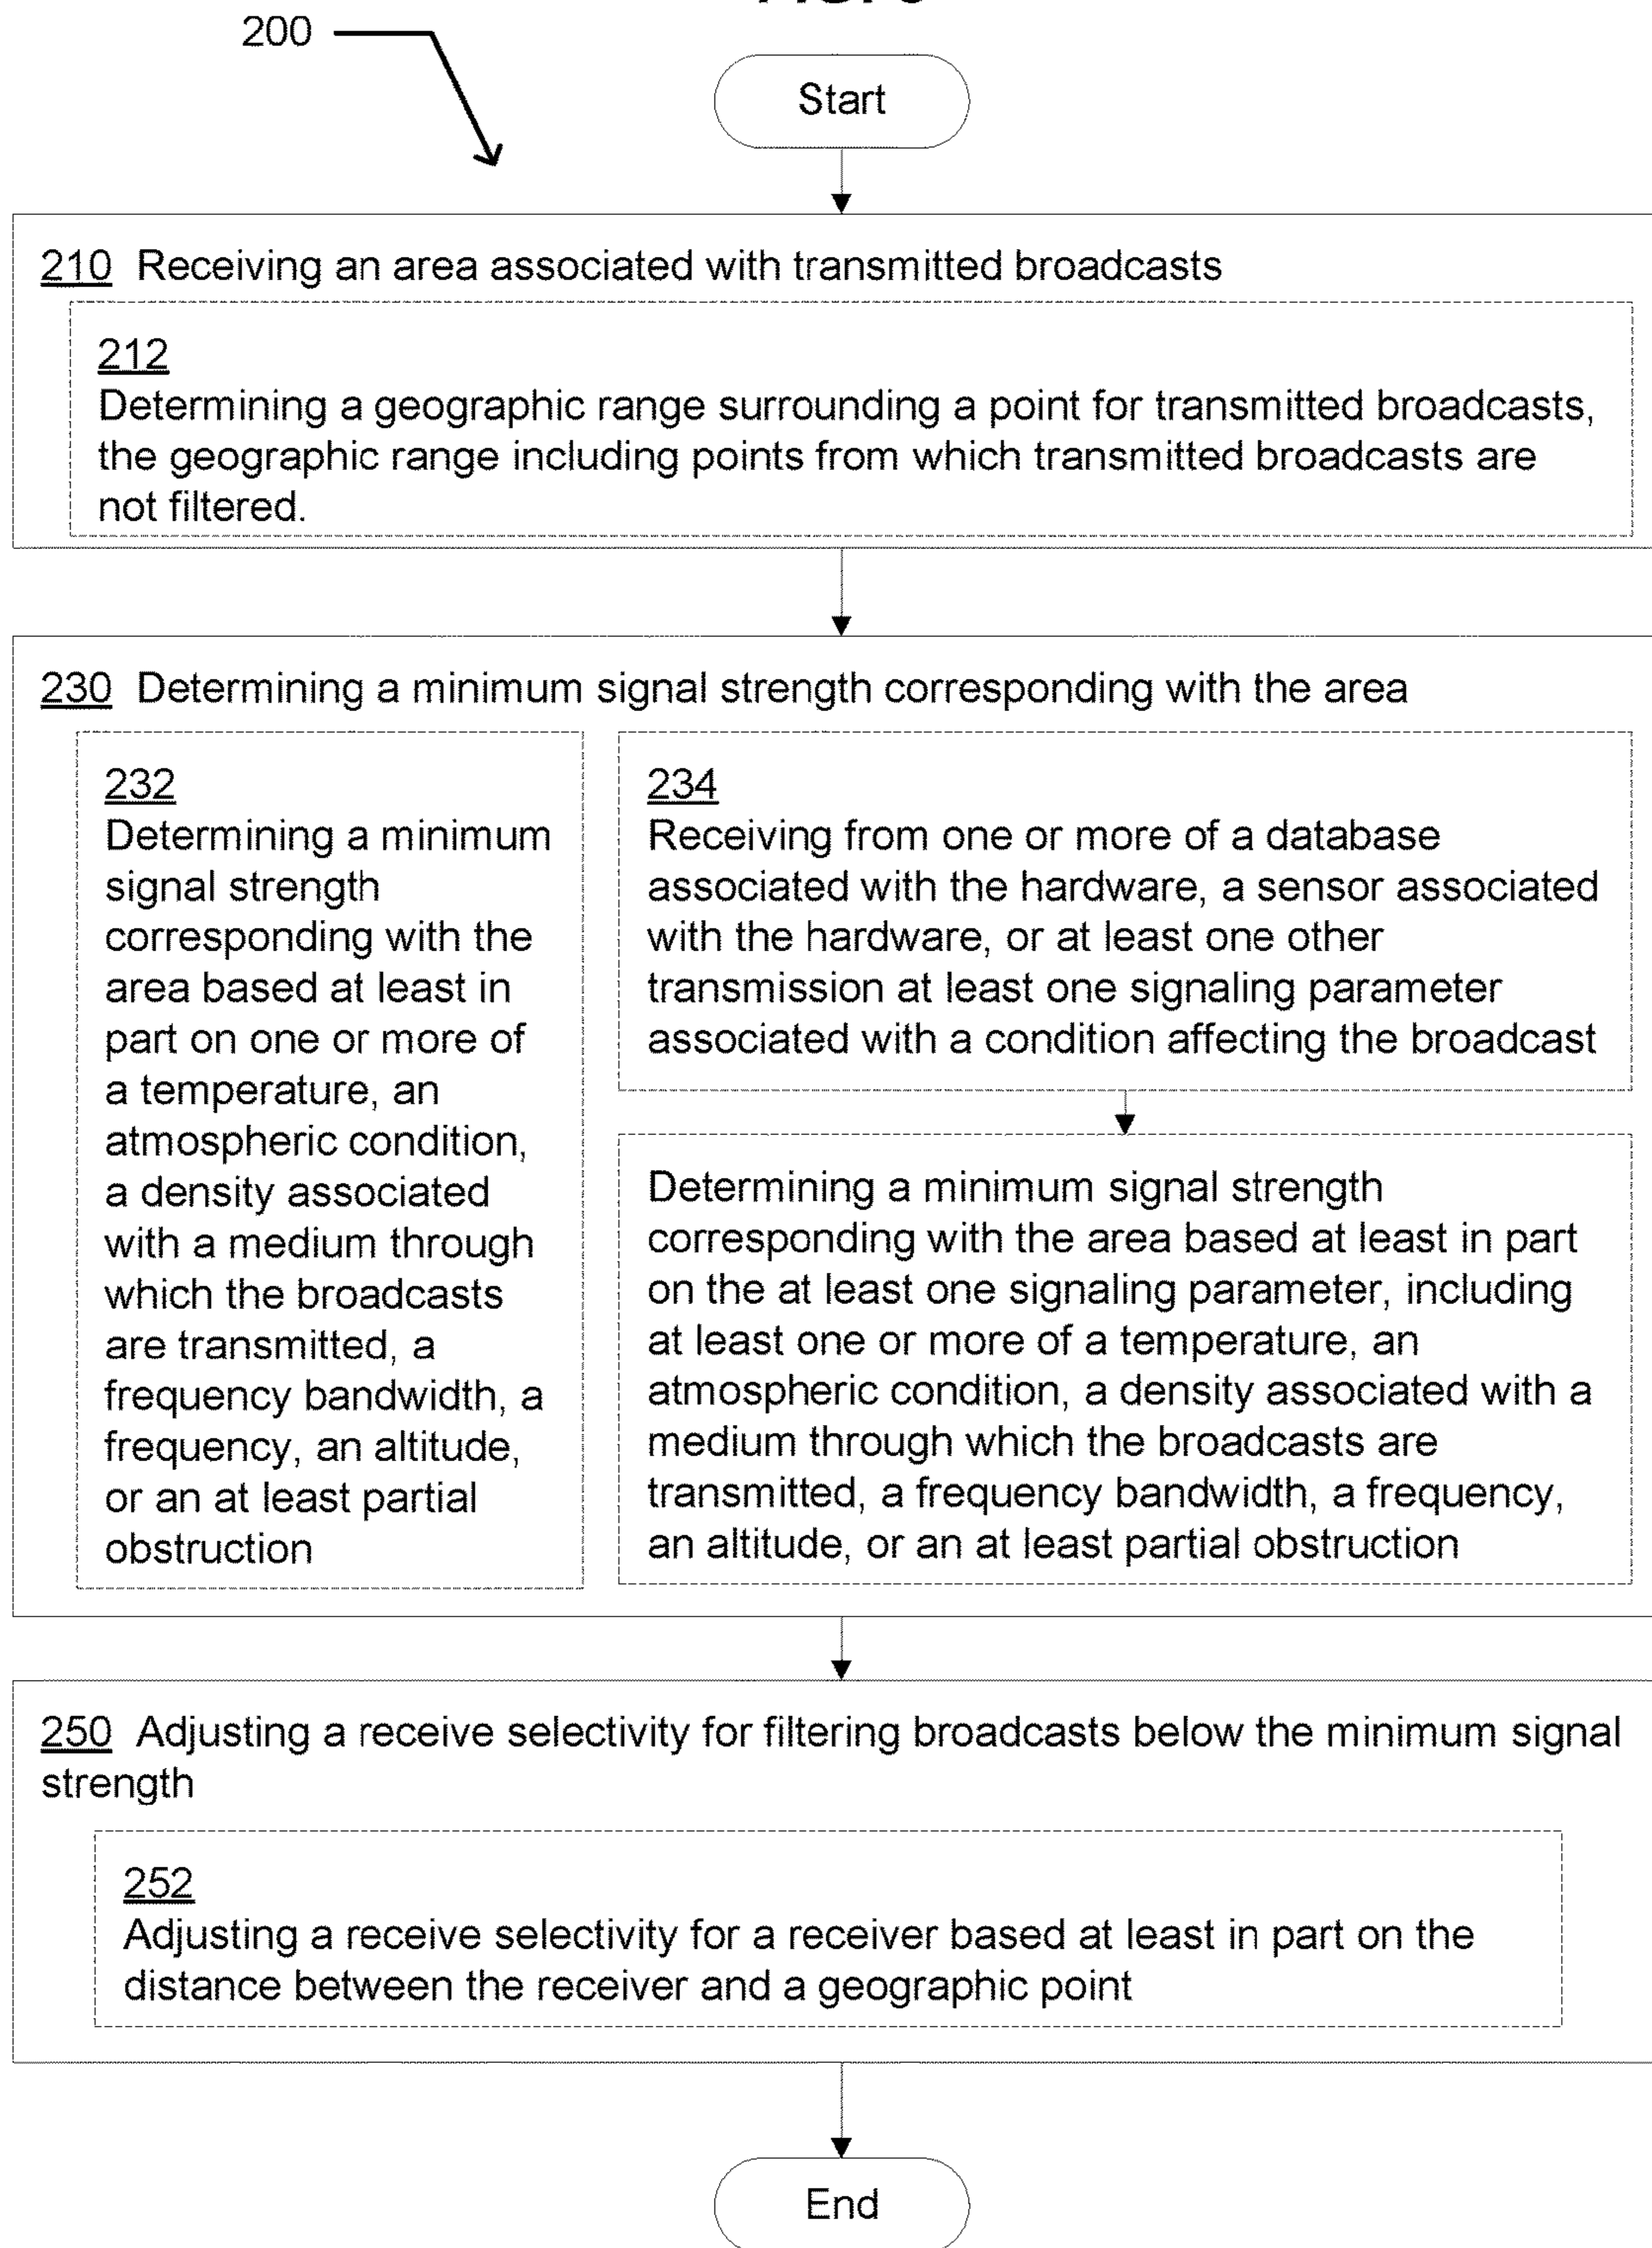 200
Start
210 Receiving an area associated with transmitted broadcasts
212
Determining a geographic range surrounding a point for transmitted broadcasts,
the geographic range including points from which transmitted broadcasts are
not filtered.
230 Determining a minimum signal strength corresponding with the area
232
Determining a minimum
signal strength
corresponding with the
area based at least in
part on one or more of
a temperature, an
atmospheric condition,
a density associated
with a medium through
which the broadcasts
are transmitted, a
frequency bandwidth, a
frequency, an altitude,
or an at least partial
obstruction
234
Receiving from one or more of a database
associated with the hardware, a sensor associated
with the hardware, or at least one other
transmission at least one signaling parameter
associated with a condition affecting the broadcast
Determining a minimum signal strength
corresponding with the area based at least in part
on the at least one signaling parameter, including
at least one or more of a temperature, an
atmospheric condition, a density associated with a
medium through which the broadcasts are
transmitted, a frequency bandwidth, a frequency,
an altitude, or an at least partial obstruction
250 Adjusting a receive selectivity for filtering broadcasts below the minimum signal
strength
252
Adjusting a receive selectivity for a receiver based at least in part on the
distance between the receiver and a geographic point
End